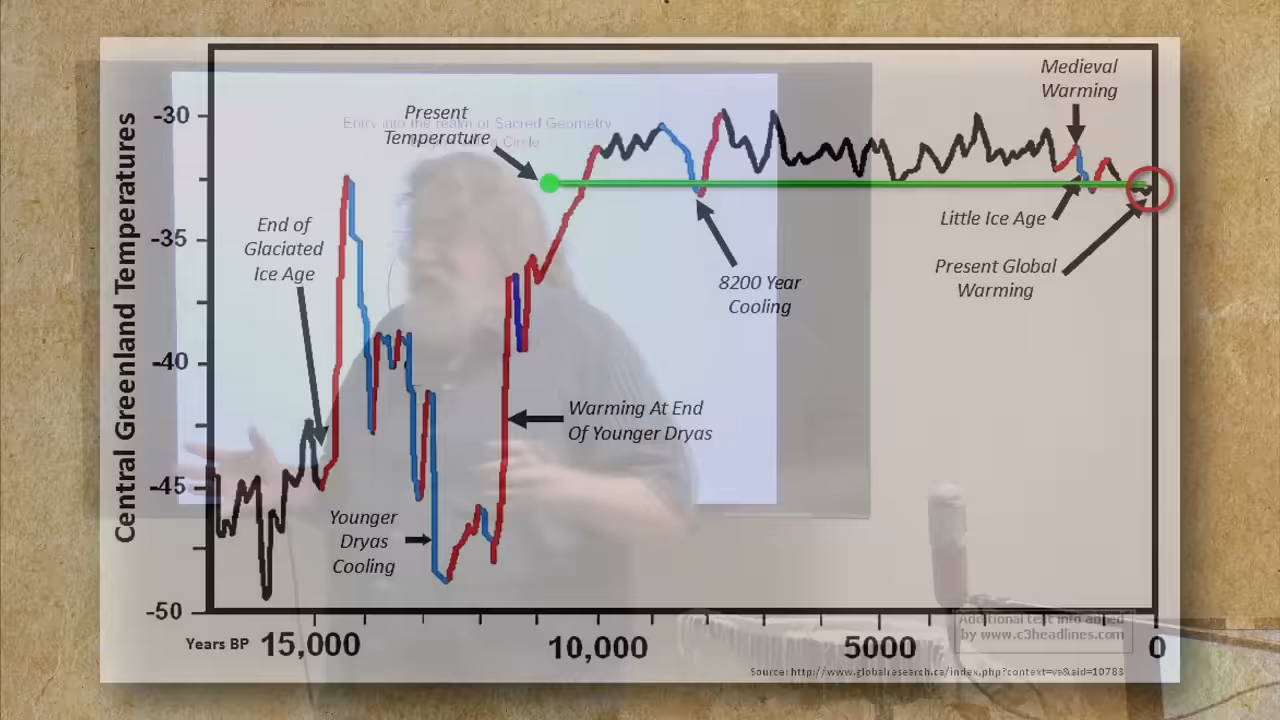 Medieval
Warming
Present
Temperature
Entry into the realm of Sacred Geometry
Circle
-30
-35
-40
-45
-50
Central Greenland Temperatures
End of
Glaciated
Ice Age
Little Ice Age
Present Global
Warming
8200 Year
Cooling
Warming At End
Of Younger Dryas
Younger
Dryas
Cooling
Years BP
15,000
10,000
5000
0
Additional text info added
by www.c3headlines.com
Source: http://www.globalresearch.ca/index.php?context=va&aid=10783